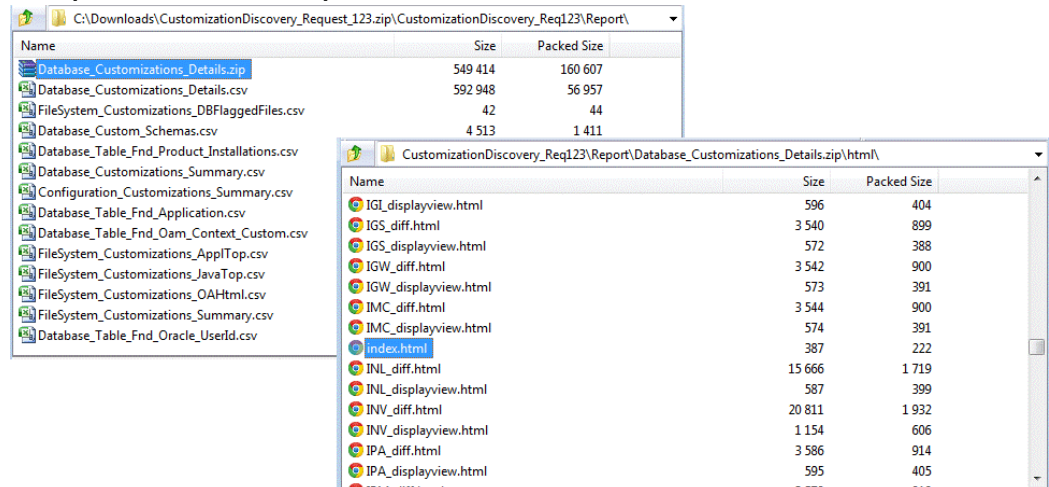 C:\Downloads\CustomizationDiscovery_Request_123.zip\CustomizationDiscovery_Req123\Report\
Name Size Packed Size
Database_Customizations_Details.zip 549 414 160 607
Database_Customizations_Details.csv 592 948 56 957
FileSystem_Customizations_DBFlaggedFiles.csv 42 44
Database_Custom_Schemas.csv 4 513 1 411
Database_Table_Fnd_Product_Installations.csv
Database_Customizations_Summary.csv
Configuration_Customizations_Summary.csv
Database_Table_Fnd_Application.csv
Database_Table_Fnd_Oam_Context_Custom.csv
FileSystem_Customizations_ApplTop.csv
FileSystem_Customizations_JavaTop.csv
FileSystem_Customizations_OAHtml.csv
FileSystem_Customizations_Summary.csv
Database_Table_Fnd_Oracle_UserId.csv
CustomizationDiscovery_Req123\Report\Database_Customizations_Details.zip\html\
Name Size Packed Size
IGI_displayview.html 596 404
IGS_diff.html 3 540 899
IGS_displayview.html 572 388
IGW_diff.html 3 542 900
IGW_displayview.html 573 391
IMC_diff.html 3 544 900
IMC_displayview.html 574 391
index.html 387 222
INL_diff.html 15 666 1 719
INL_displayview.html 587 399
INV_diff.html 20 811 1 932
INV_displayview.html 1 154 606
IPA_diff.html 3 586 914
IPA_displayview.html 595 405